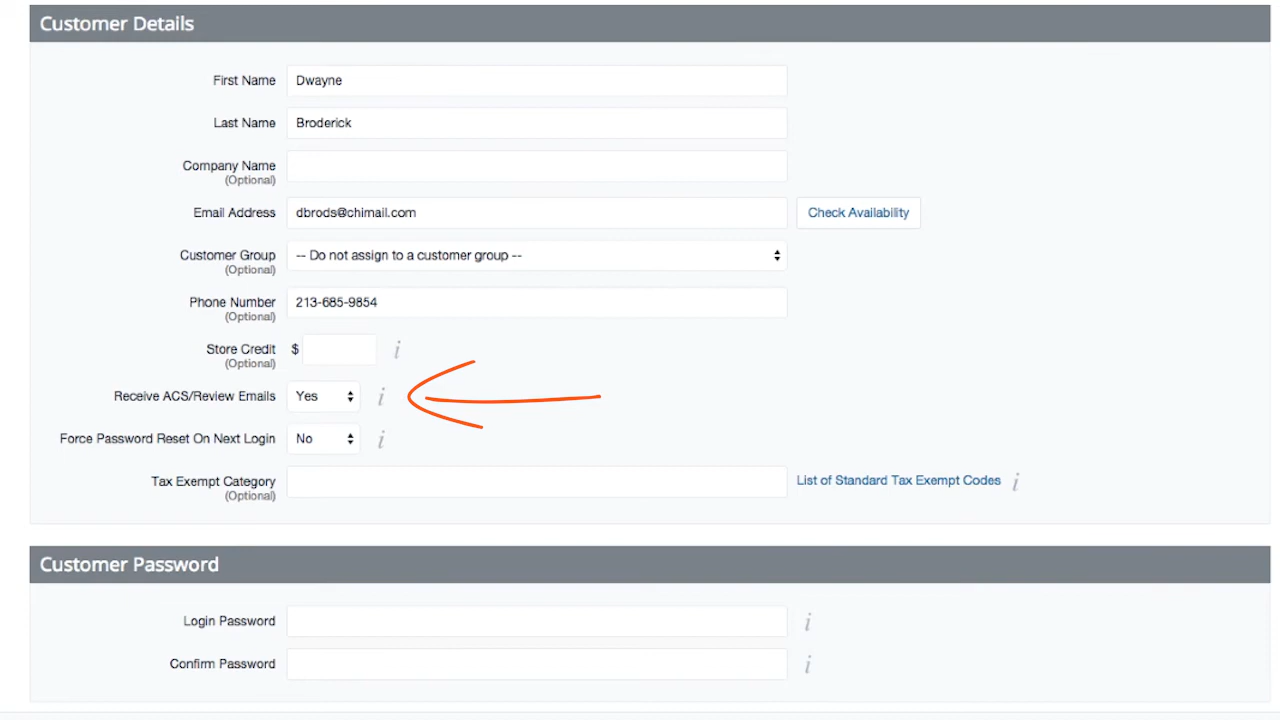 Customer Details
First Name Dwayne
Last Name Broderick
Company Name
(Optional)
Email Address dbrods@chimail.com Check Availability
Customer Group -- Do not assign to a customer group --
(Optional)
Phone Number 213-685-9854
(Optional)
Store Credit $ i
(Optional)
Receive ACS/Review Emails Yes i
Force Password Reset On Next Login No i
Tax Exempt Category List of Standard Tax Exempt Codes i
(Optional)
Customer Password
Login Password i
Confirm Password i